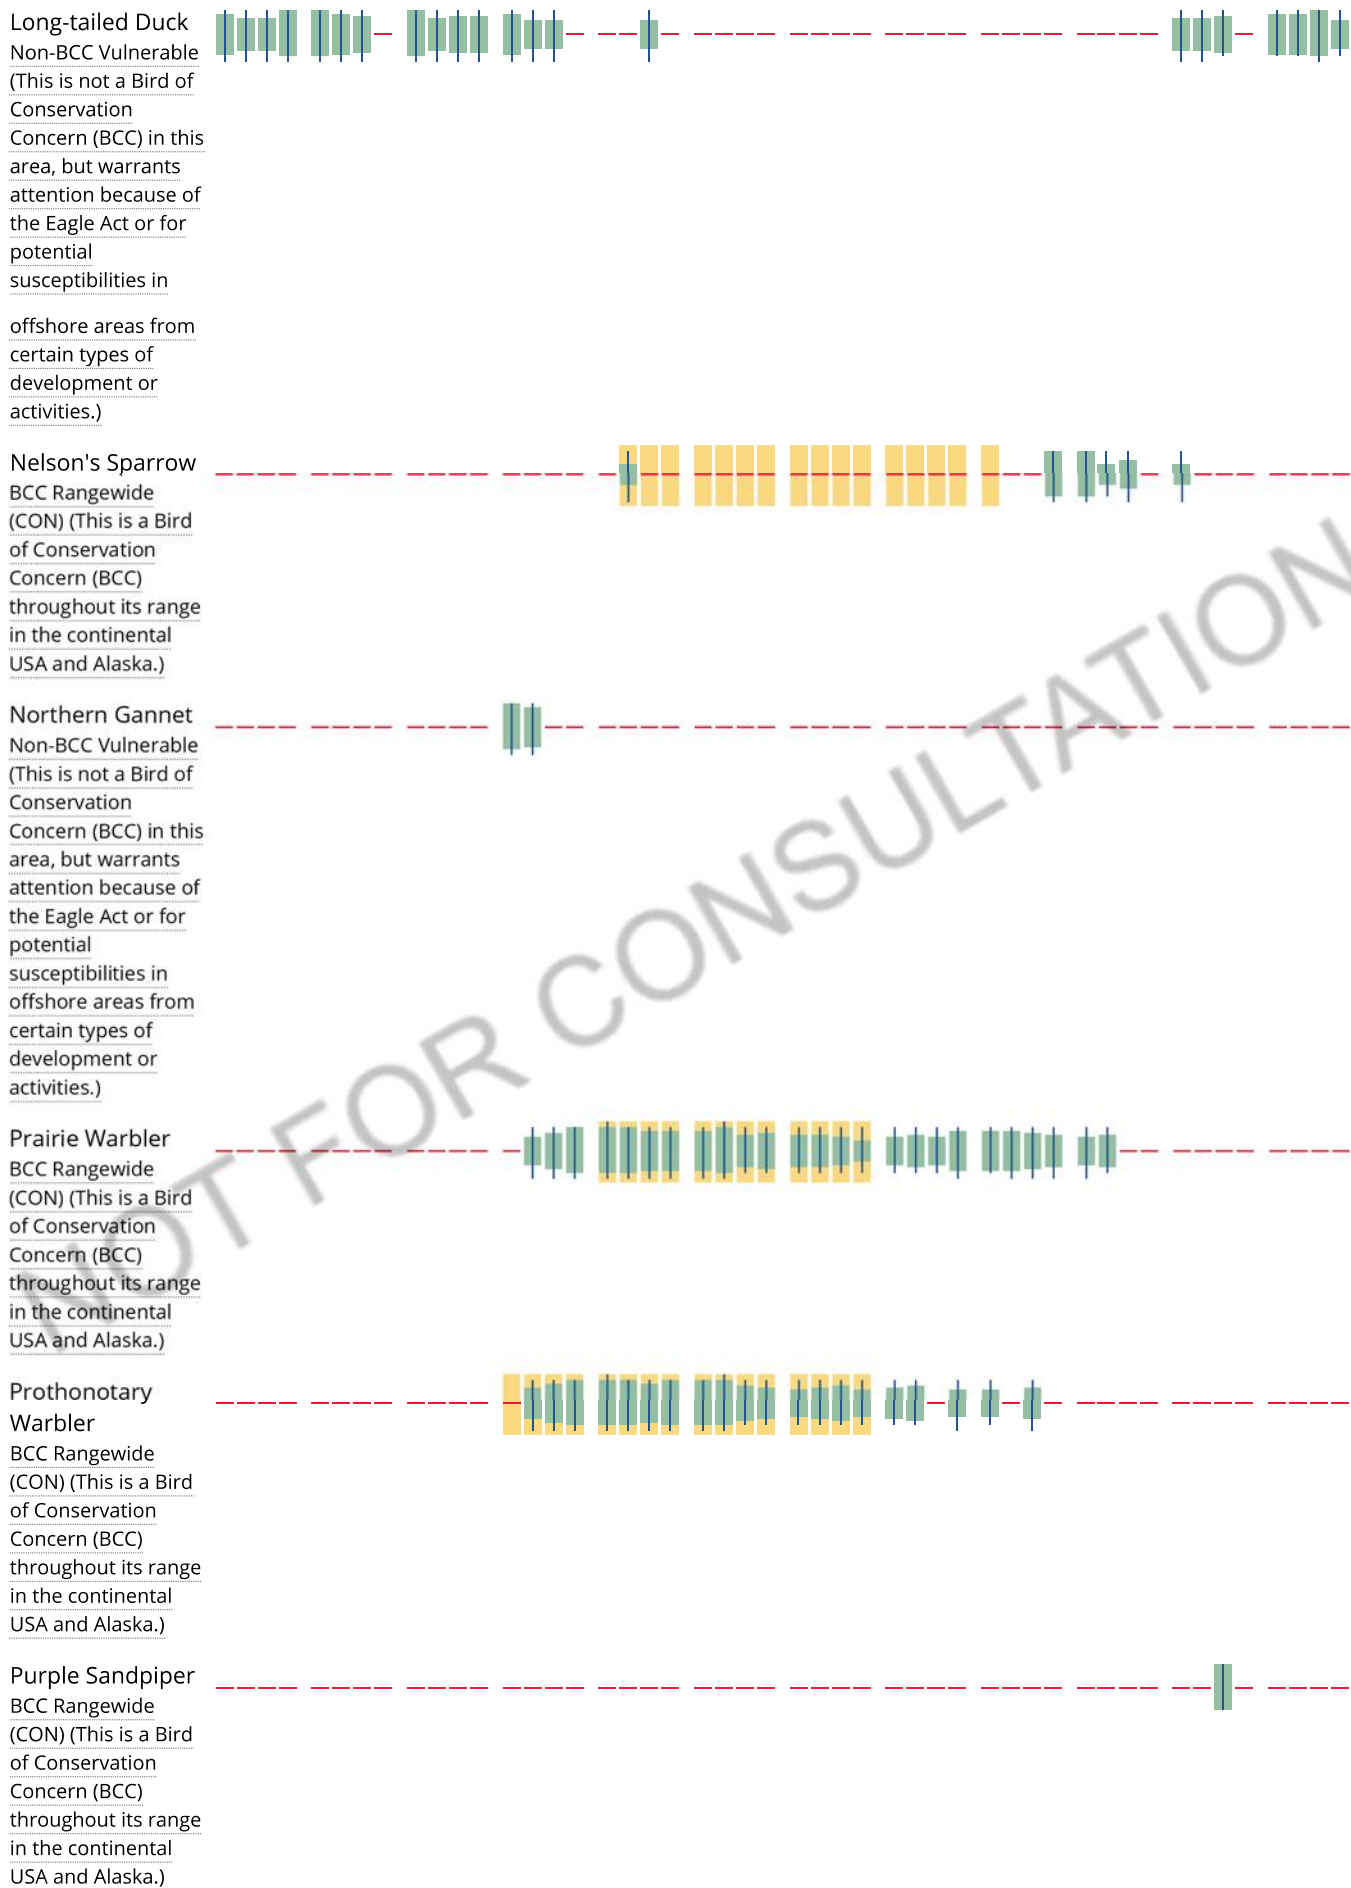 Long-tailed Duck
Non-BCC Vulnerable
(This is not a Bird of
Conservation
Concern (BCC) in this
area, but warrants
attention because of
the Eagle Act or for
potential
susceptibilities in
offshore areas from
certain types of
development or
activities.)
Nelson's Sparrow
BCC Rangewide
(CON) (This is a Bird
of Conservation
Concern (BCC)
throughout its range
in the continental
USA and Alaska.)
Northern Gannet
Non-BCC Vulnerable
(This is not a Bird of
Conservation
Concern (BCC) in this
area, but warrants
attention because of
the Eagle Act or for
potential
susceptibilities in
offshore areas from
certain types of
development or
activities.)
Prairie Warbler
BCC Rangewide
(CON) (This is a Bird
of Conservation
Concern (BCC)
throughout its range
in the continental
USA and Alaska.)
Prothonotary
Warbler
BCC Rangewide
(CON) (This is a Bird
of Conservation
Concern (BCC)
throughout its range
in the continental
USA and Alaska.)
Purple Sandpiper
BCC Rangewide
(CON) (This is a Bird
of Conservation
Concern (BCC)
throughout its range
in the continental
USA and Alaska.)
NOT FOR CONSULTATION